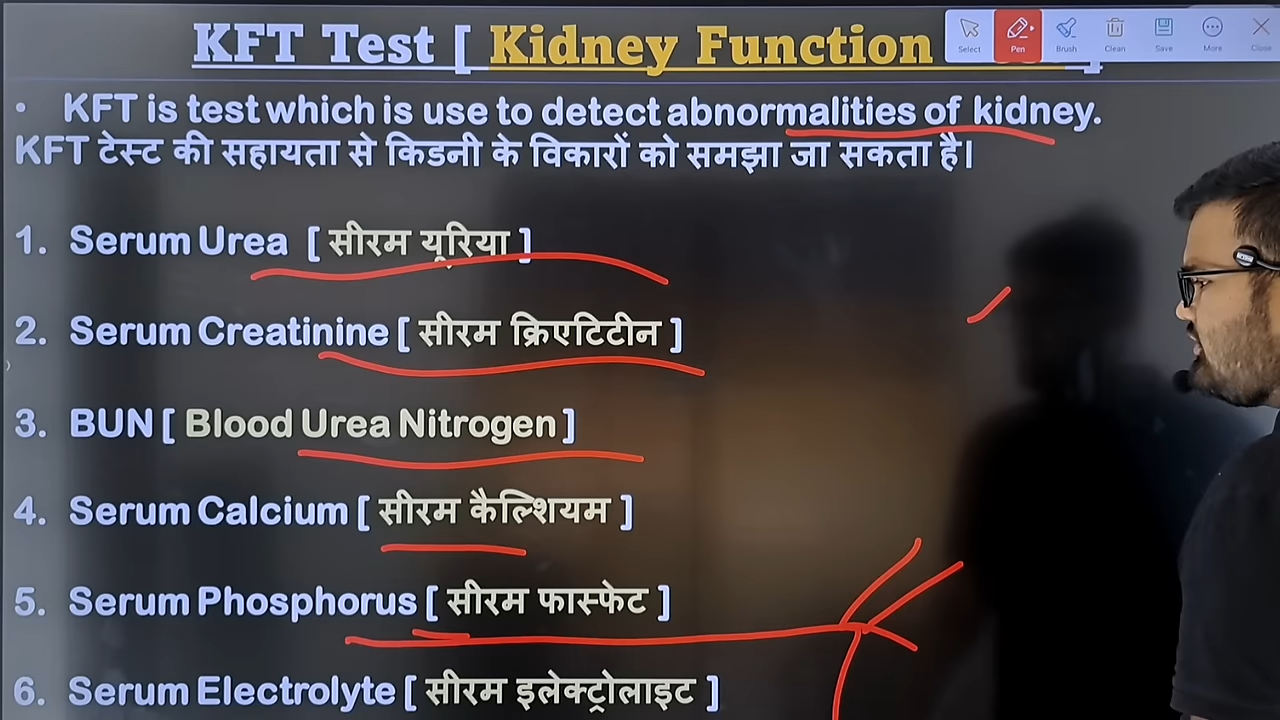 KFT Test [ Kidney Function
Select Pen Brush Clean Save More Close
• KFT is test which is use to detect abnormalities of kidney.
KFT टेस्ट की सहायता से किडनी के विकारों को समझा जा सकता है।
1. Serum Urea [ सीरम यूरिया ]
2. Serum Creatinine [ सीरम क्रिएटिटीन ]
3. BUN [ Blood Urea Nitrogen ]
4. Serum Calcium [ सीरम कैल्शियम ]
5. Serum Phosphorus [ सीरम फास्फेट ]
6. Serum Electrolyte [ सीरम इलेक्ट्रोलाइट ]